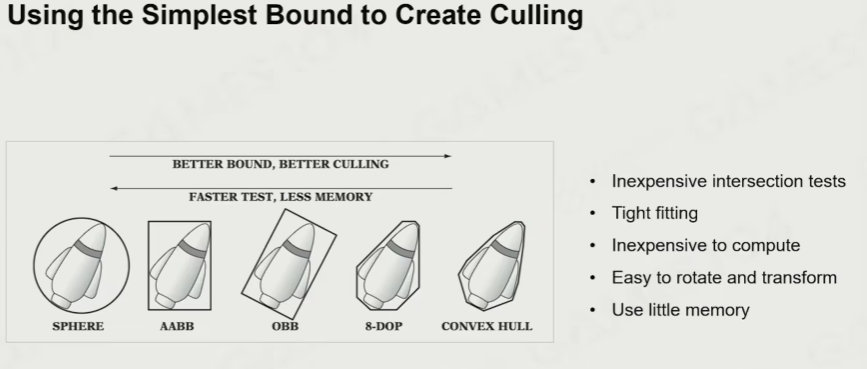 Using the Simplest Bound to Create Culling
BETTER BOUND, BETTER CULLING
FASTER TEST, LESS MEMORY
SPHERE
AABB
OBB
8-DOP
CONVEX HULL
• Inexpensive intersection tests
• Tight fitting
• Inexpensive to compute
• Easy to rotate and transform
• Use little memory